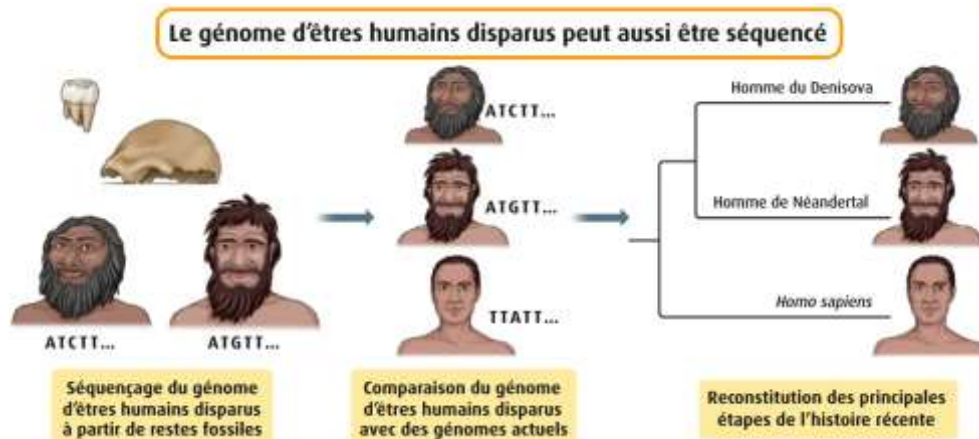 Le génome d'êtres humains disparus peut aussi être séquencé
ATCTT...
ATGTT...
Séquençage du génome
d'êtres humains disparus
à partir de restes fossiles
ATCTT...
ATGTT...
TTATT...
Comparaison du génome
d'êtres humains disparus
avec des génomes actuels
Homme du Denisova
Homme de Néandertal
Homo sapiens
Reconstitution des principales
étapes de l'histoire récente